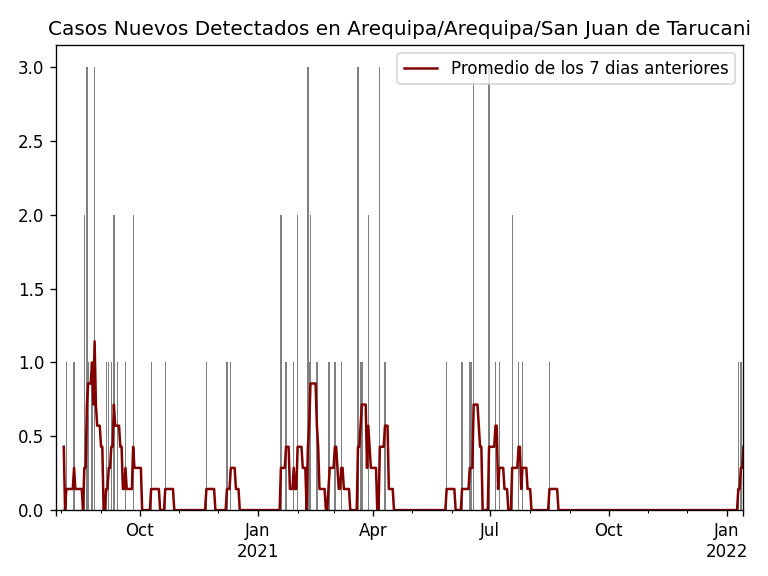 Casos Nuevos Detectados en Arequipa/Arequipa/San Juan de Tarucani
Promedio de los 7 dias anteriores
3.0
2.5
2.0
1.5
1.0
0.5
0.0
Oct Jan Apr Jul Oct Jan
2021 2022